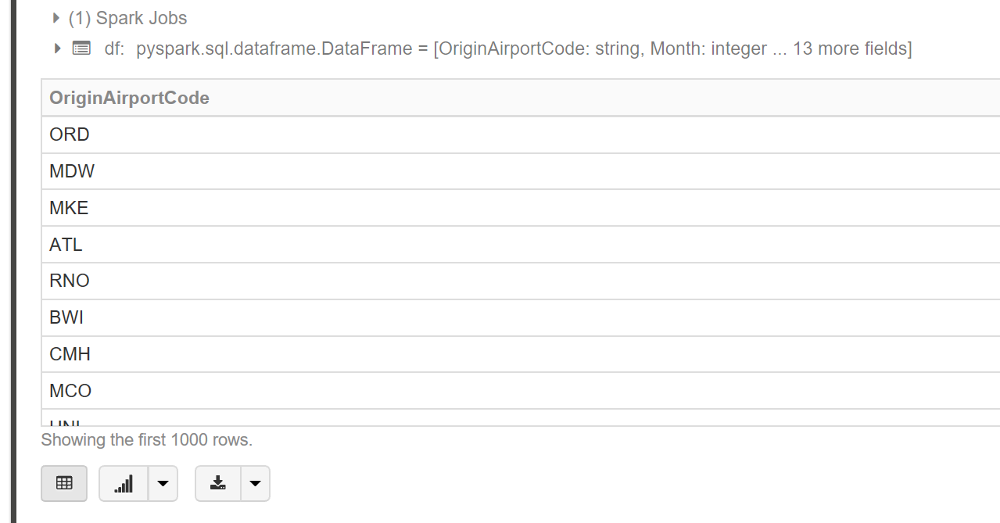 (1) Spark Jobs
df: pyspark.sql.dataframe.DataFrame = [OriginAirportCode: string, Month: integer ... 13 more fields]
OriginAirportCode
ORD
MDW
MKE
ATL
RNO
BWI
CMH
MCO
Showing the first 1000 rows.